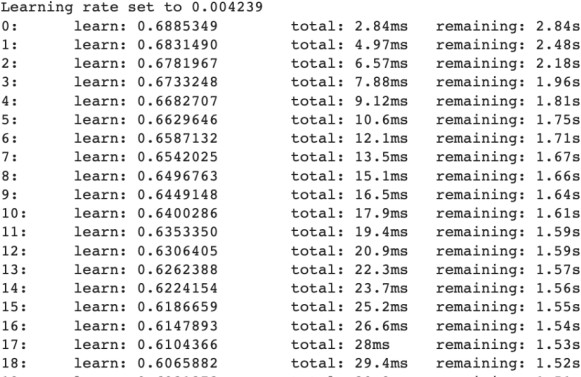 Learning rate set to 0.004239
0: learn: 0.6885349 total: 2.84ms remaining: 2.84s
1: learn: 0.6831490 total: 4.97ms remaining: 2.48s
2: learn: 0.6781967 total: 6.57ms remaining: 2.18s
3: learn: 0.6733248 total: 7.88ms remaining: 1.96s
4: learn: 0.6682707 total: 9.12ms remaining: 1.81s
5: learn: 0.6629646 total: 10.6ms remaining: 1.75s
6: learn: 0.6587132 total: 12.1ms remaining: 1.71s
7: learn: 0.6542025 total: 13.5ms remaining: 1.67s
8: learn: 0.6496763 total: 15.1ms remaining: 1.66s
9: learn: 0.6449148 total: 16.5ms remaining: 1.64s
10: learn: 0.6400286 total: 17.9ms remaining: 1.61s
11: learn: 0.6353350 total: 19.4ms remaining: 1.59s
12: learn: 0.6306405 total: 20.9ms remaining: 1.59s
13: learn: 0.6262388 total: 22.3ms remaining: 1.57s
14: learn: 0.6224154 total: 23.7ms remaining: 1.56s
15: learn: 0.6186659 total: 25.2ms remaining: 1.55s
16: learn: 0.6147893 total: 26.6ms remaining: 1.54s
17: learn: 0.6104366 total: 28ms remaining: 1.53s
18: learn: 0.6065882 total: 29.4ms remaining: 1.52s